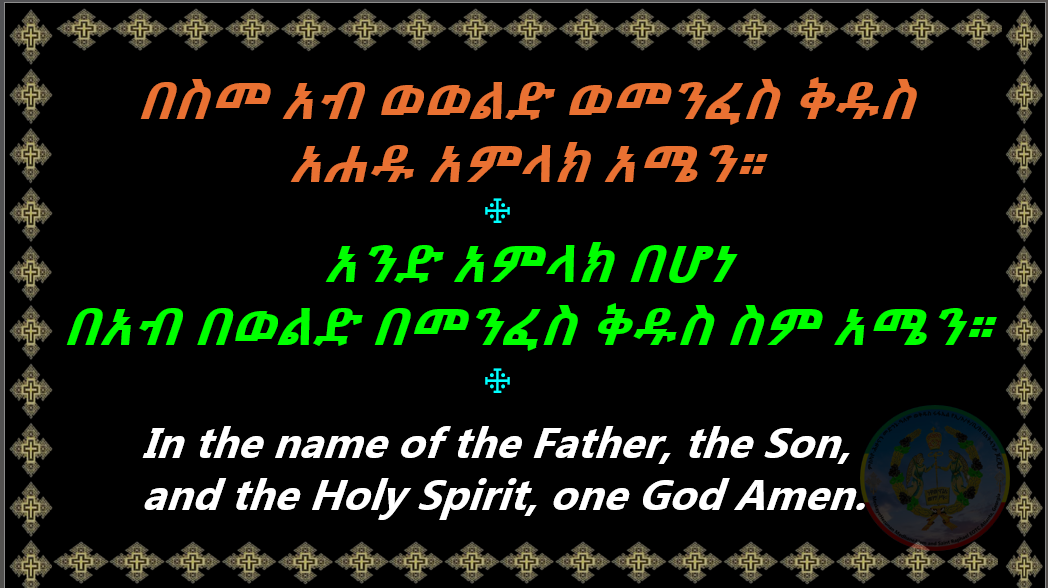 በስመ አብ ወወልድ ወመንፈስ ቅዱስ
አሐዱ አምላክ አሜን።
አንድ አምላክ በሆነ
በአብ በወልድ በመንፈስ ቅዱስ ስም አሜን።
In the name of the Father, the Son,
and the Holy Spirit, one God Amen.